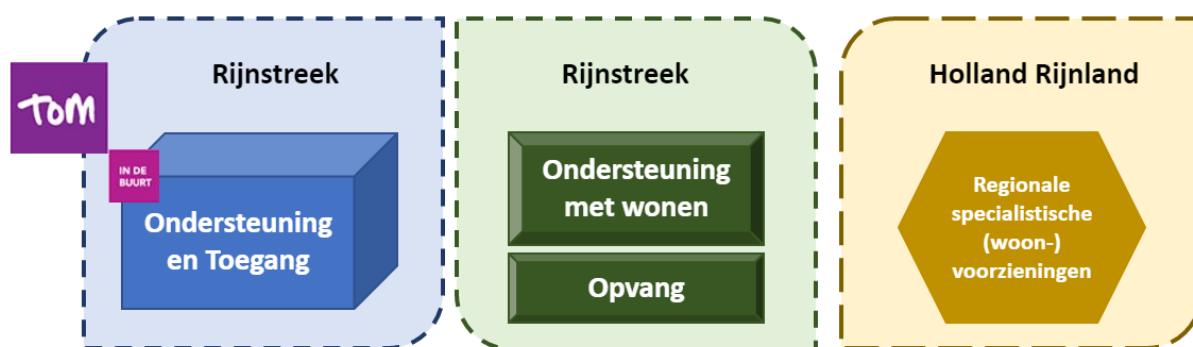 Rijnstreek
TOM
IN DE
BUURT
Ondersteuning
en Toegang
Rijnstreek
Ondersteuning
met wonen
Opvang
Holland Rijnland
Regionale
specialistische
(woon-)
voorzieningen